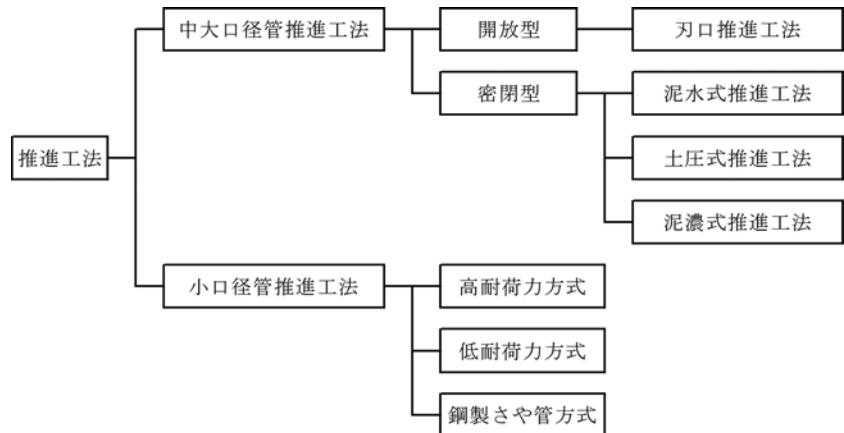 推進工法
中大口径管推進工法
開放型
刃口推進工法
密閉型
泥水式推進工法
土圧式推進工法
泥濃式推進工法
小口径管推進工法
高耐荷力方式
低耐荷力方式
鋼製さや管方式